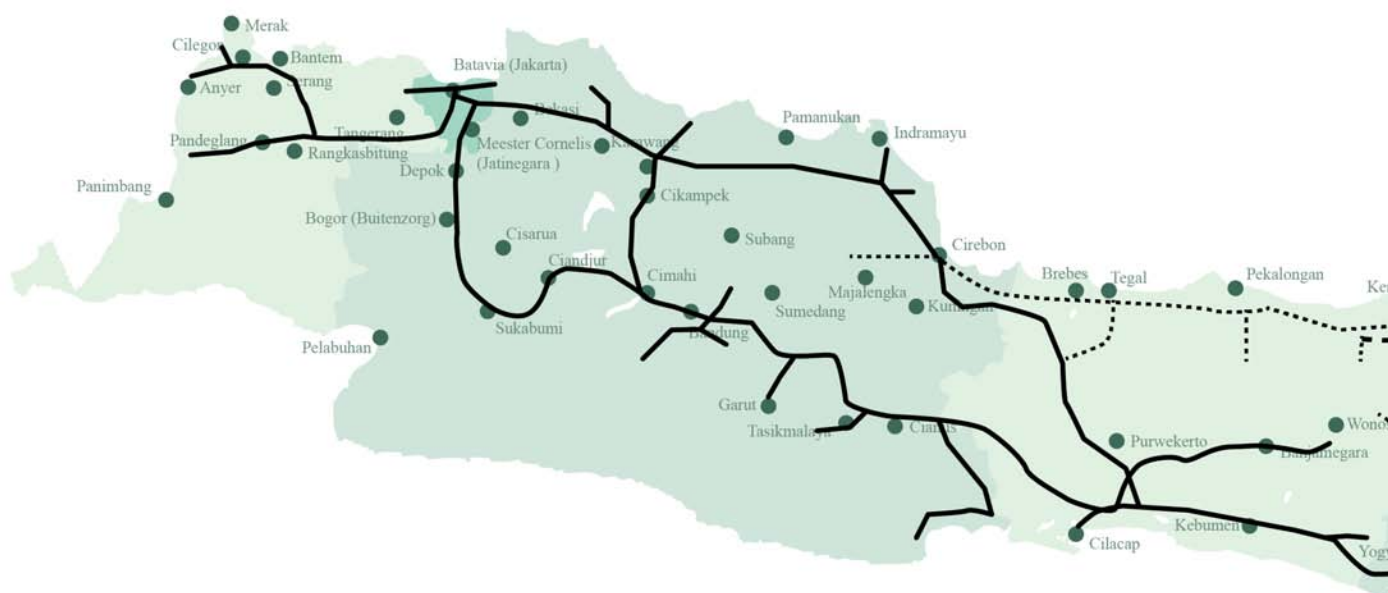 Merak
Cilegon
Bantem
Batavia (Jakarta)
Anyer
Serang
Bekasi
Pamanukan
Tangerang
Indramayu
Pandeglang
Rangkasbitung
Meester Cornelis
(Jatinegara )
Karawang
Depok
Panimbang
Cikampek
Bogor (Buitenzorg)
Cisarua
Subang
Cirebon
Ciandjur
Cimahi
Majalengka
Brebes
Tegal
Pekalongan
Sumedang
Kuningan
Sukabumi
Bandung
Pelabuhan
Garut
Tasikmalaya
Ciamis
Purwekerto
Wonos
Banjarnegara
Kebumen
Cilacap
Yogy